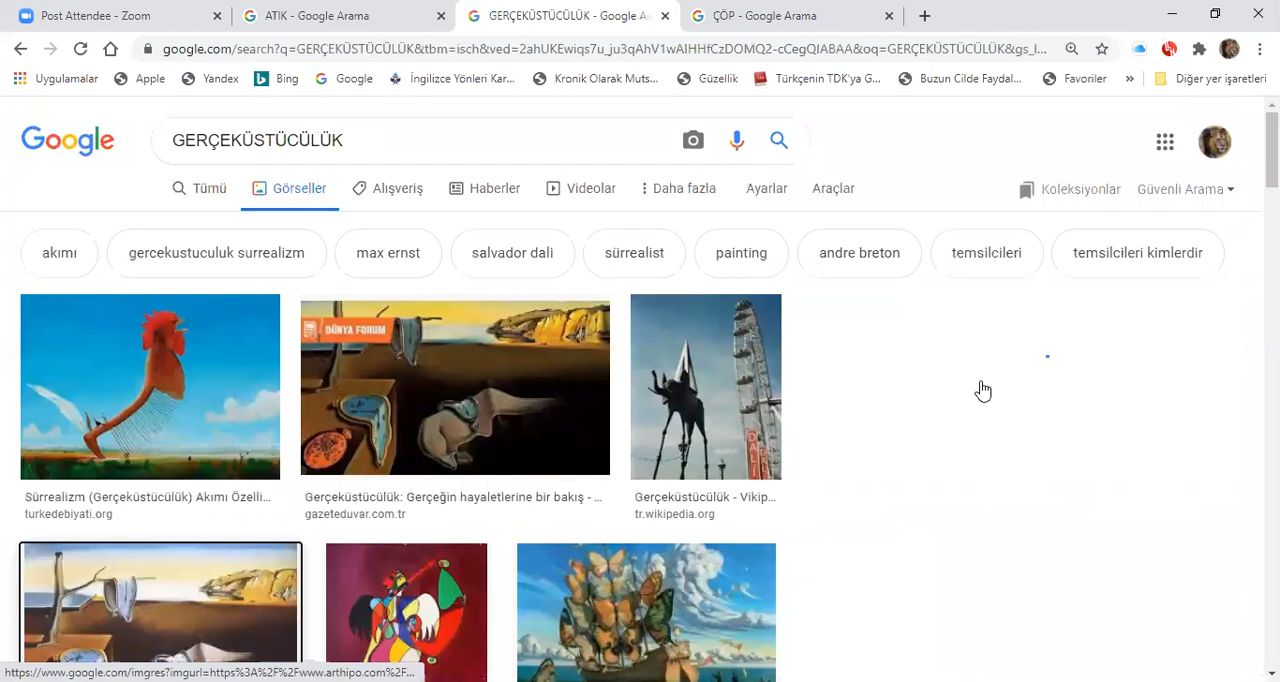 Post Attendee - Zoom
ATIK - Google Arama
GERÇEKÜSTÜCÜLÜK - Google A
ÇÖP - Google Arama
google.com/search?q=GERÇEKÜSTÜCÜLÜK&tbm=isch&ved=2ahUKEwiqs7u_ju3qAhV1wAIHHfCzDOMQ2-cCegQIABAA&oq=GERÇEKÜSTÜCÜLÜK&gs_l...
Uygulamalar
Apple
Yandex
Bing
Google
İngilizce Yönleri Kar...
Kronik Olarak Muts...
Güzellik
Türkçenin TDK'ya G...
Buzun Cilde Faydal...
Favoriler
»
Diğer yer işaretleri
Google
GERÇEKÜSTÜCÜLÜK
Tümü
Görseller
Alışveriş
Haberler
Videolar
Daha fazla
Ayarlar
Araçlar
Koleksiyonlar
Güvenli Arama
akımı
gercekustuculuk surrealizm
max ernst
salvador dali
sürrealist
painting
andre breton
temsilcileri
temsilcileri kimlerdir
DÜNYA FORUM
DALI
Sürrealizm (Gerçeküstücülük) Akımı Özelli...
turkedebiyati.org
Gerçeküstücülük: Gerçeğin hayaletlerine bir bakış - ...
gazeteduvar.com.tr
Gerçeküstücülük - Vikip...
tr.wikipedia.org
https://www.google.com/imgres?imgurl=https%3A%2F%2Fwww.arthipo.com%2F...